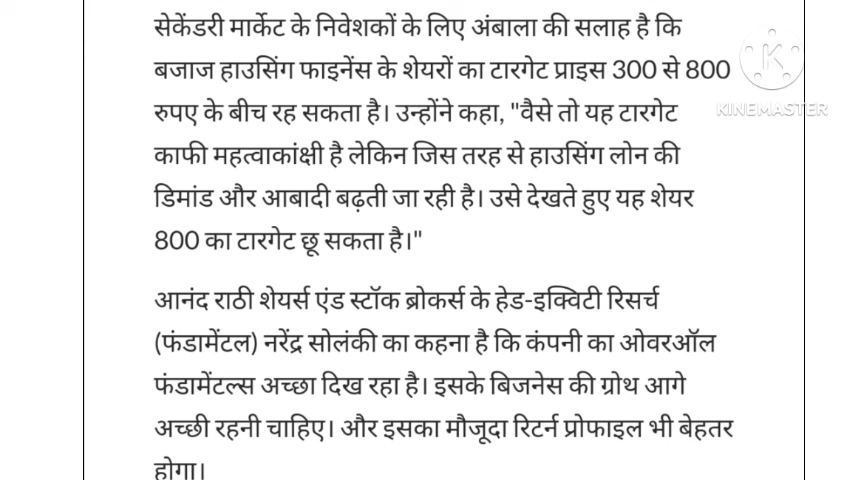 सेकेंडरी मार्केट के निवेशकों के लिए अंबाला की सलाह है कि
बजाज हाउसिंग फाइनेंस के शेयरों का टारगेट प्राइस 300 से 800
रुपए के बीच रह सकता है। उन्होंने कहा, "वैसे तो यह टारगेट
काफी महत्वाकांक्षी है लेकिन जिस तरह से हाउसिंग लोन की
डिमांड और आबादी बढ़ती जा रही है। उसे देखते हुए यह शेयर
800 का टारगेट छू सकता है।"
आनंद राठी शेयर्स एंड स्टॉक ब्रोकर्स के हेड-इक्विटी रिसर्च
(फंडामेंटल) नरेंद्र सोलंकी का कहना है कि कंपनी का ओवरऑल
फंडामेंटल्स अच्छा दिख रहा है। इसके बिजनेस की ग्रोथ आगे
अच्छी रहनी चाहिए। और इसका मौजूदा रिटर्न प्रोफाइल भी बेहतर
होगा।
K
KINEMASTER